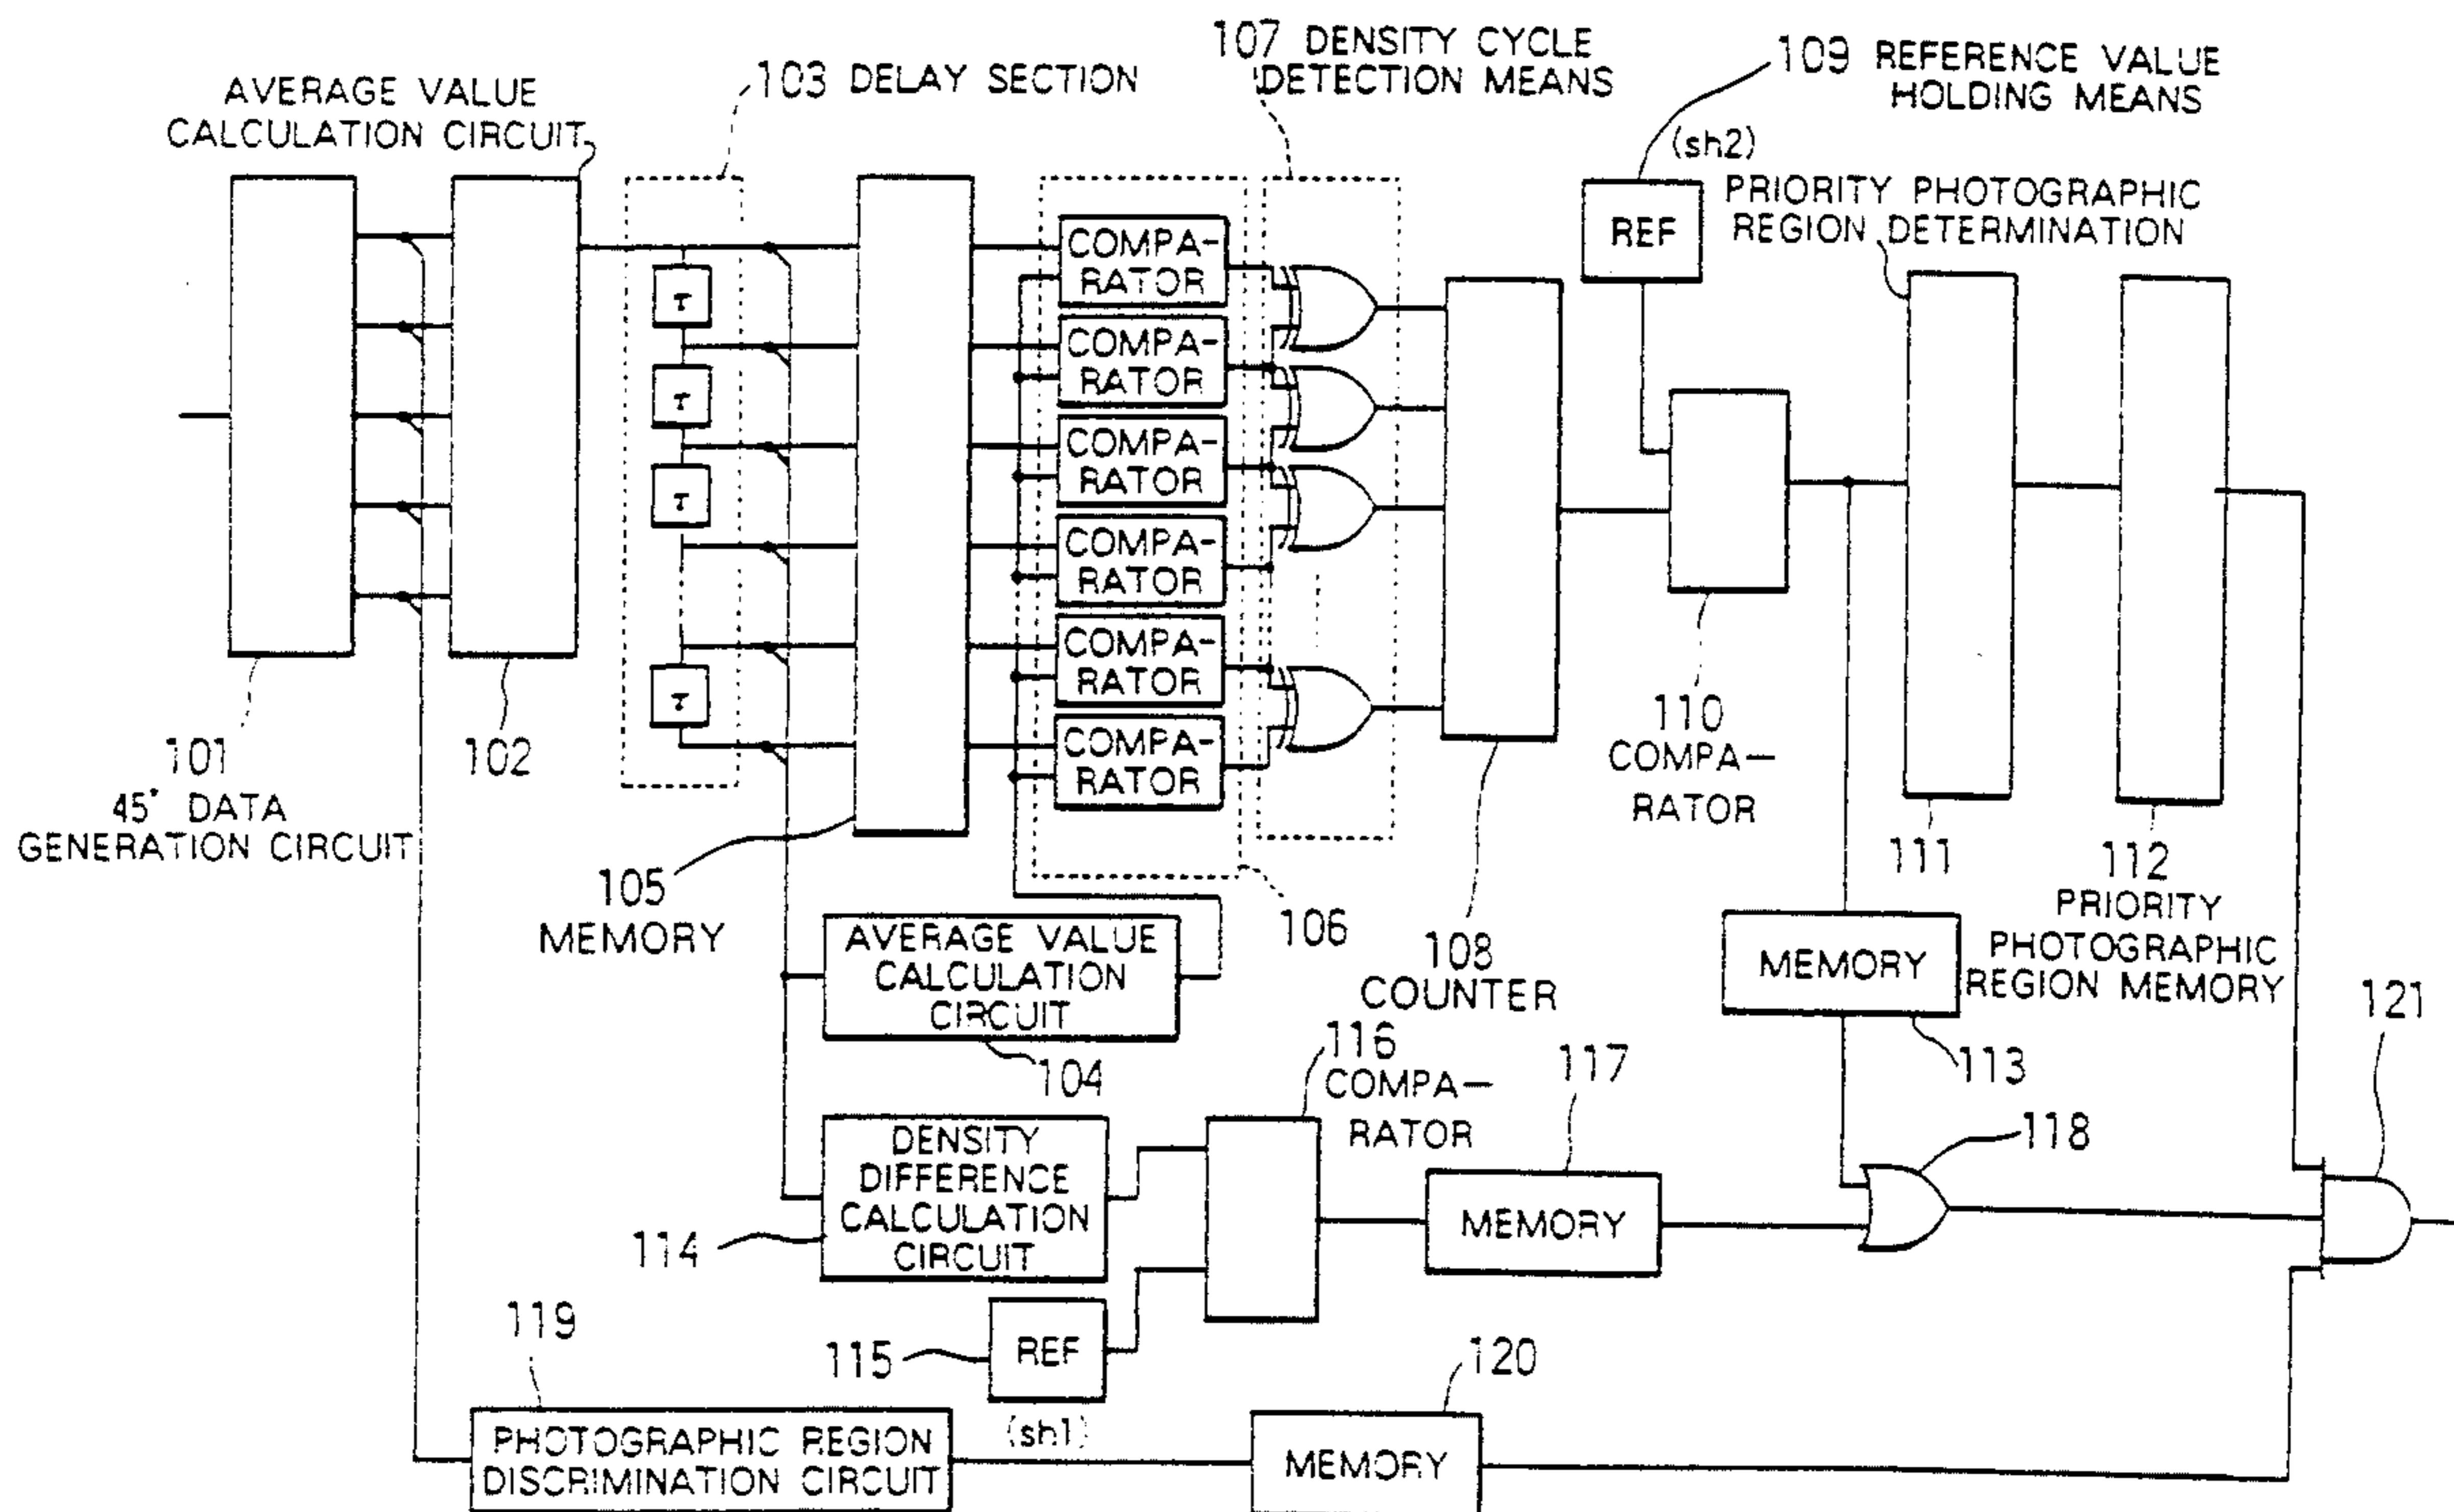 107 DENSITY CYCLE
DETECTION MEANS
109 REFERENCE VALUE
HOLDING MEANS
103 DELAY SECTION
AVERAGE VALUE
CALCULATION CIRCUIT
(sh2)
REF
PRIORITY PHOTOGRAPHIC
REGION DETERMINATION
τ
τ
τ
τ
COMPA-
RATOR
COMPA-
RATOR
COMPA-
RATOR
COMPA-
RATOR
COMPA-
RATOR
COMPA-
RATOR
101
45° DATA
GENERATION CIRCUIT
102
110
COMPA-
RATOR
111
112
PRIORITY
PHOTOGRAPHIC
REGION MEMORY
105
MEMORY
106
108
COUNTER
AVERAGE VALUE
CALCULATION
CIRCUIT
104
MEMORY
113
121
116
COMPA-
RATOR
117
118
DENSITY
DIFFERENCE
CALCULATION
CIRCUIT
114
MEMORY
115
REF
(sh1)
119
PHOTOGRAPHIC REGION
DISCRIMINATION CIRCUIT
120
MEMORY